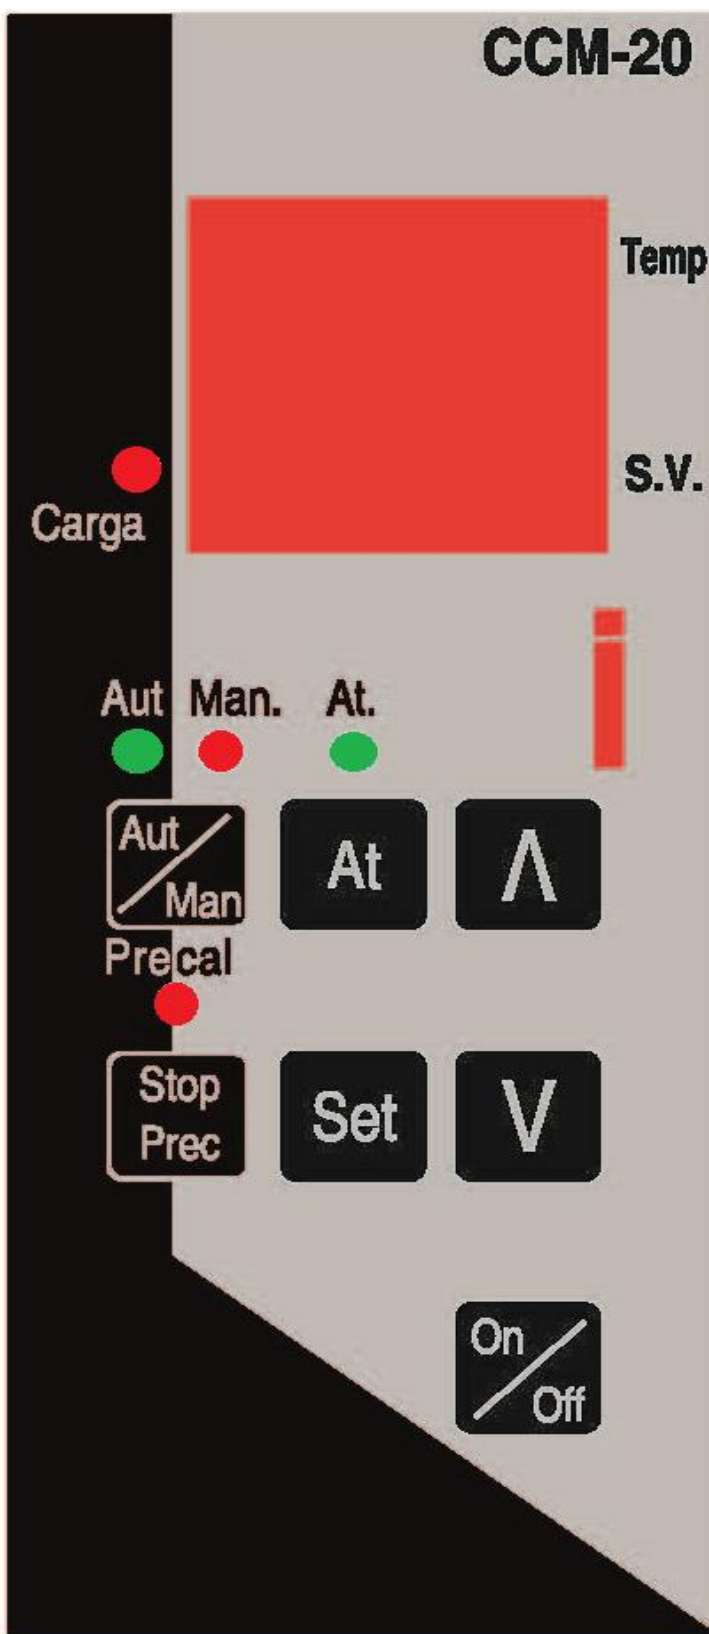 CCM-20
Temp
S.V.
Carga
Aut Man. At.
Aut
Man
At
Λ
Precal
Stop
Prec
Set
V
On
Off